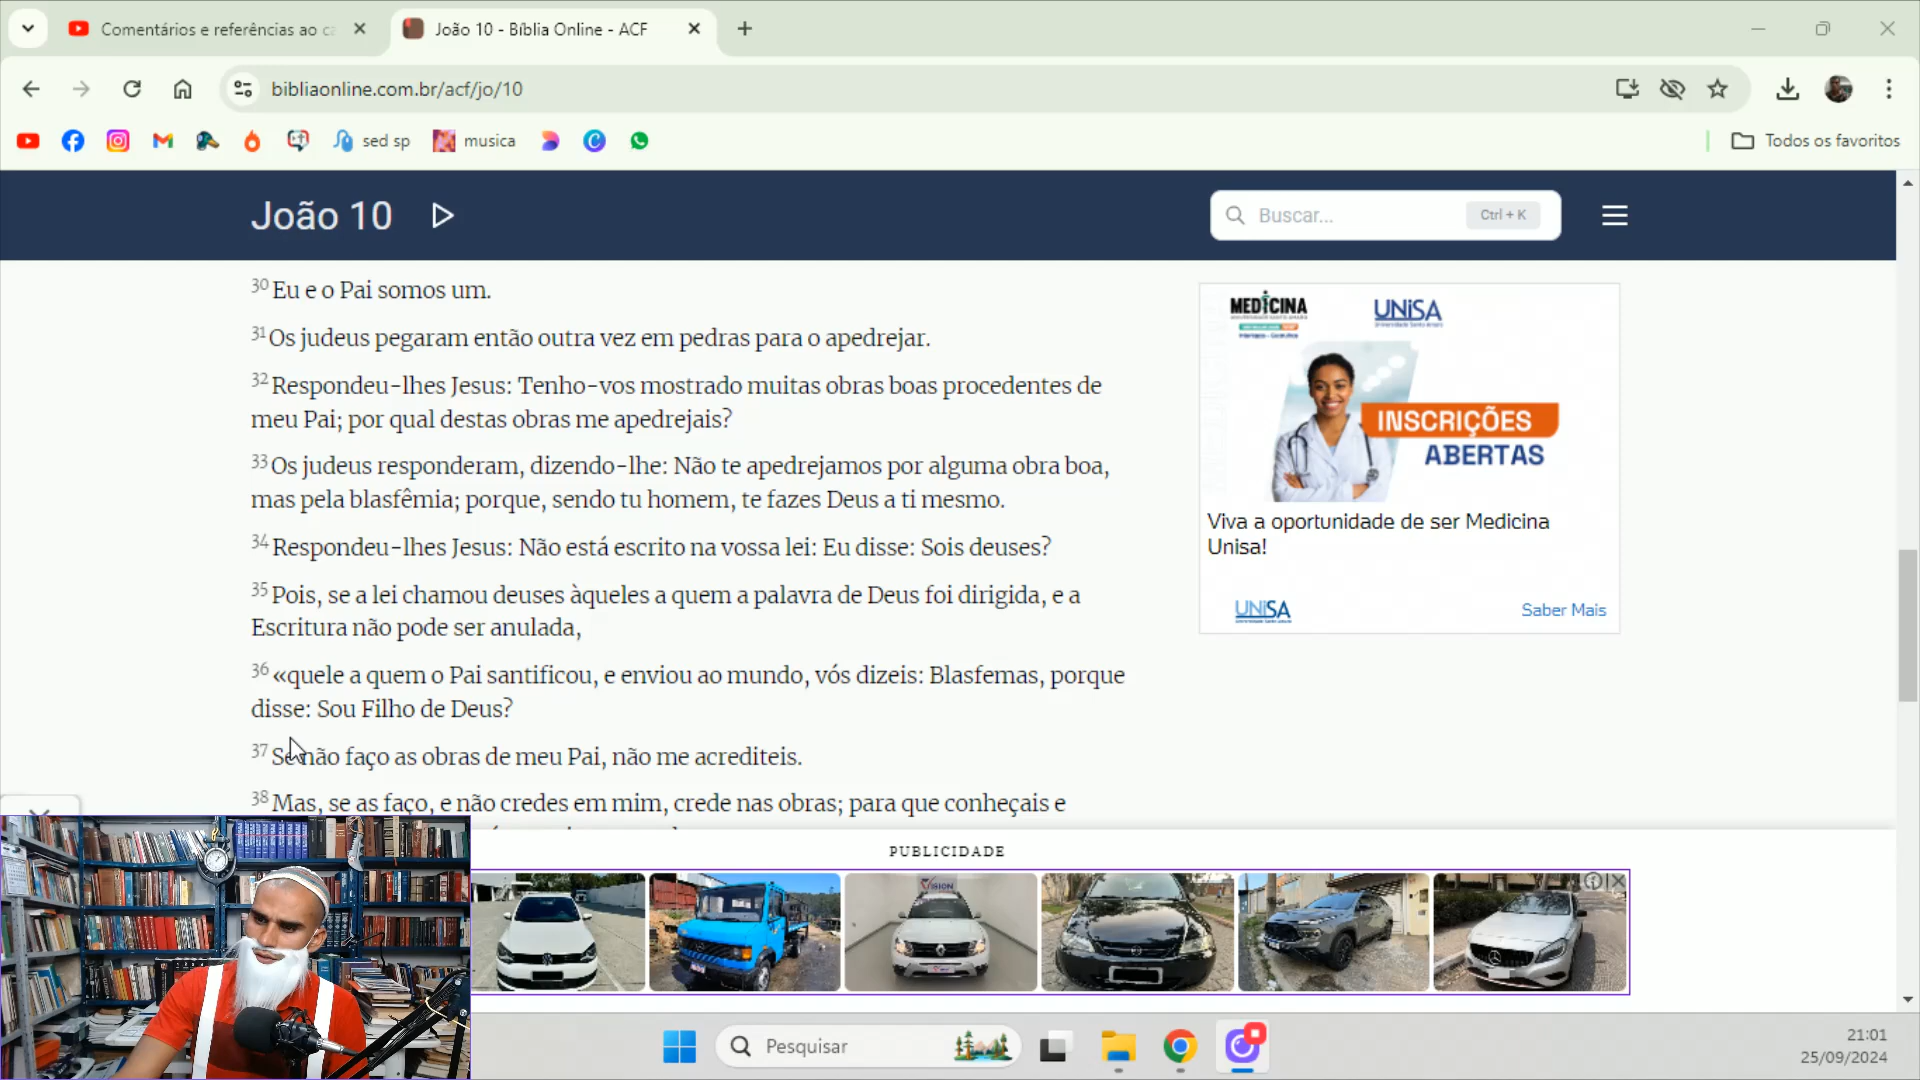 Comentários e referências ao ca
João 10 - Bíblia Online - ACF
bibliaonline.com.br/acf/jo/10
sed sp
musica
Todos os favoritos
João 10
Buscar...
Ctrl + K
30 Eu e o Pai somos um.
31 Os judeus pegaram então outra vez em pedras para o apedrejar.
32 Respondeu-lhes Jesus: Tenho-vos mostrado muitas obras boas procedentes de
meu Pai; por qual destas obras me apedrejais?
33 Os judeus responderam, dizendo-lhe: Não te apedrejamos por alguma obra boa,
mas pela blasfêmia; porque, sendo tu homem, te fazes Deus a ti mesmo.
34 Respondeu-lhes Jesus: Não está escrito na vossa lei: Eu disse: Sois deuses?
35 Pois, se a lei chamou deuses àqueles a quem a palavra de Deus foi dirigida, e a
Escritura não pode ser anulada,
36 «quele a quem o Pai santificou, e enviou ao mundo, vós dizeis: Blasfemas, porque
disse: Sou Filho de Deus?
37 Se não faço as obras de meu Pai, não me acrediteis.
38 Mas, se as faço, e não credes em mim, crede nas obras; para que conheçais e
MEDICINA
UNISA
INSCRIÇÕES
ABERTAS
Viva a oportunidade de ser Medicina
Unisa!
UNISA
Saber Mais
PUBLICIDADE
VISION
Pesquisar
21:01
25/09/2024